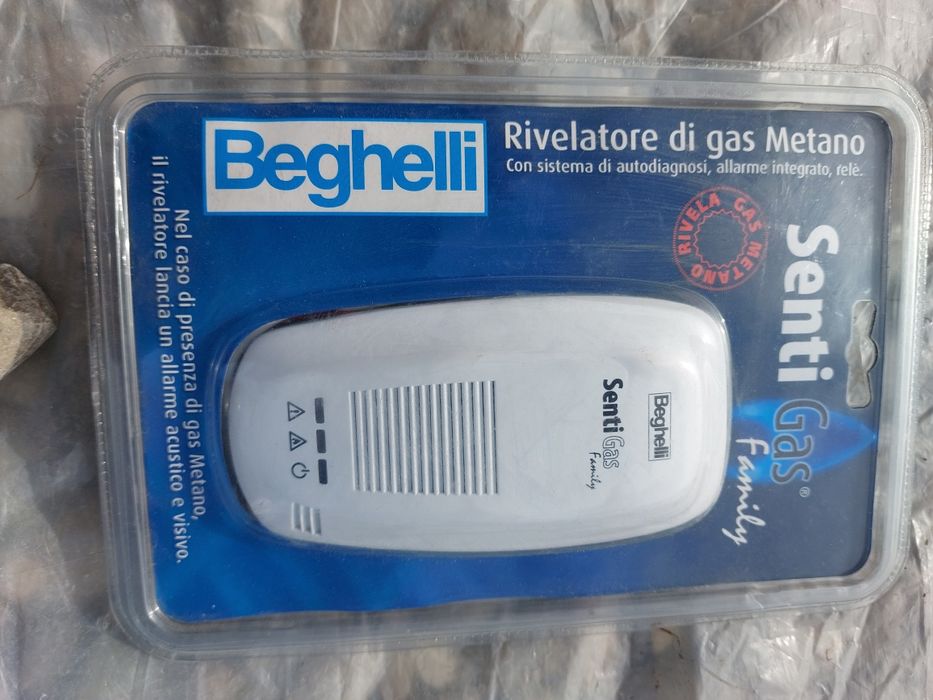 Beghelli
Rivelatore di gas Metano
Con sistema di autodiagnosi, allarme integrato, relè.
RIVELA GAS METANO
Senti Gas®
Family
Beghelli
Senti Gas
Family
Nel caso di presenza di gas Metano,
il rivelatore lancia un allarme acustico e visivo.